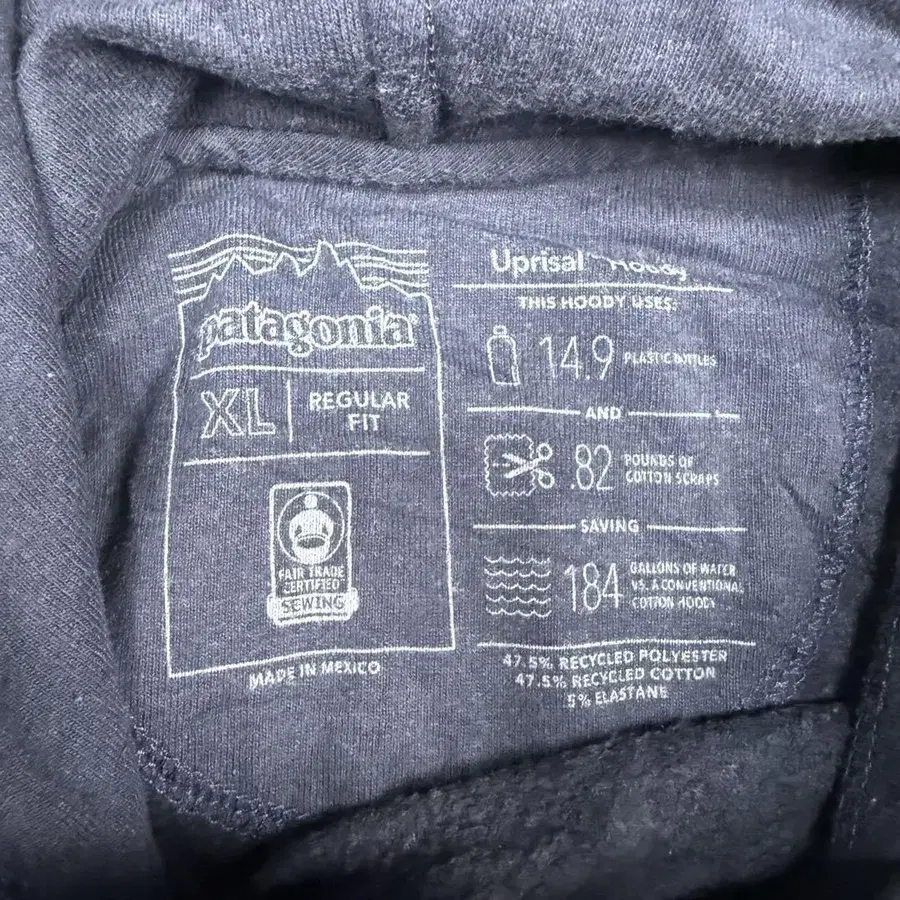 patagonia®
XL
REGULAR
FIT
FAIR TRADE
CERTIFIED
SEWING
MADE IN MEXICO
Uprisal™ Hoody
THIS HOODY USES:
14.9 PLASTIC BOTTLES
AND
.82 POUNDS OF
COTTON SCRAPS
SAVING
184 GALLONS OF WATER
VS. A CONVENTIONAL
COTTON HOODY
47.5% RECYCLED POLYESTER
47.5% RECYCLED COTTON
5% ELASTANE